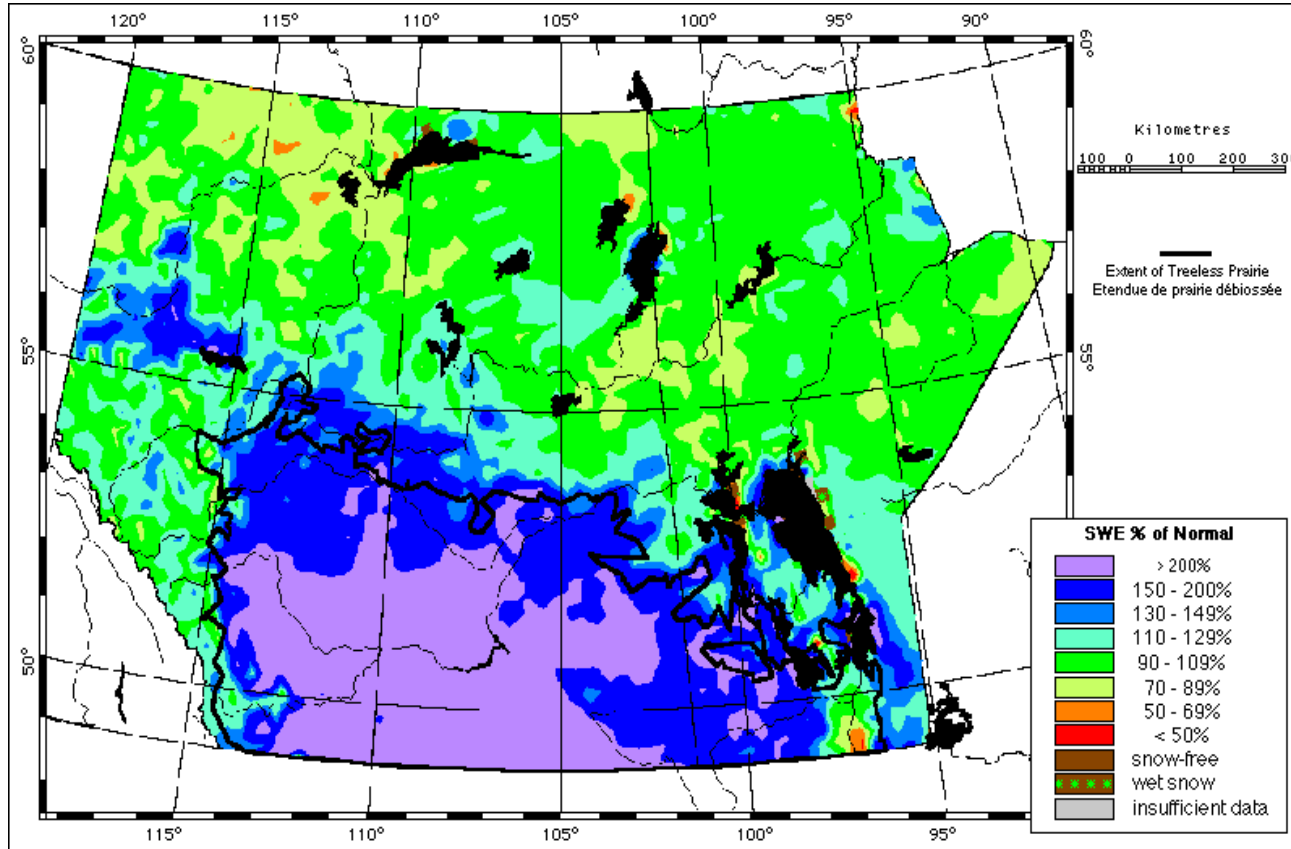 120° 115° 110° 105° 100° 95° 90°
60° 60°
Kilometres
100 0 100 200 300
Extent of Treeless Prairie
Etendue de prairie débiossée
55° 55°
50°
SWE % of Normal
> 200%
150 - 200%
130 - 149%
110 - 129%
90 - 109%
70 - 89%
50 - 69%
< 50%
snow-free
wet snow
insufficient data
115° 110° 105° 100° 95°